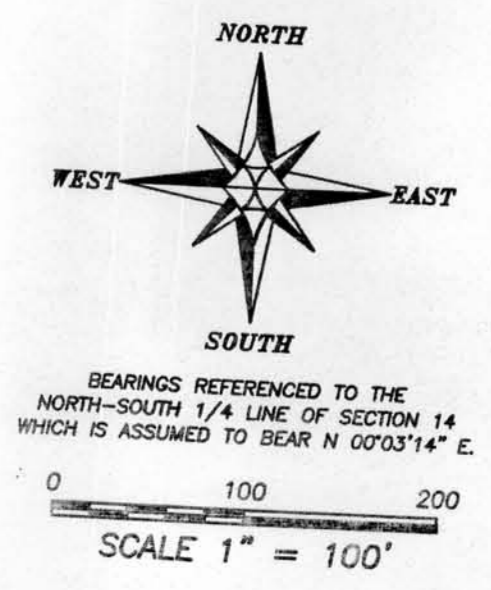 NORTH
WEST EAST
SOUTH
BEARINGS REFERENCED TO THE
NORTH-SOUTH 1/4 LINE OF SECTION 14
WHICH IS ASSUMED TO BEAR N 00°03'14" E.
0 100 200
SCALE 1" = 100'